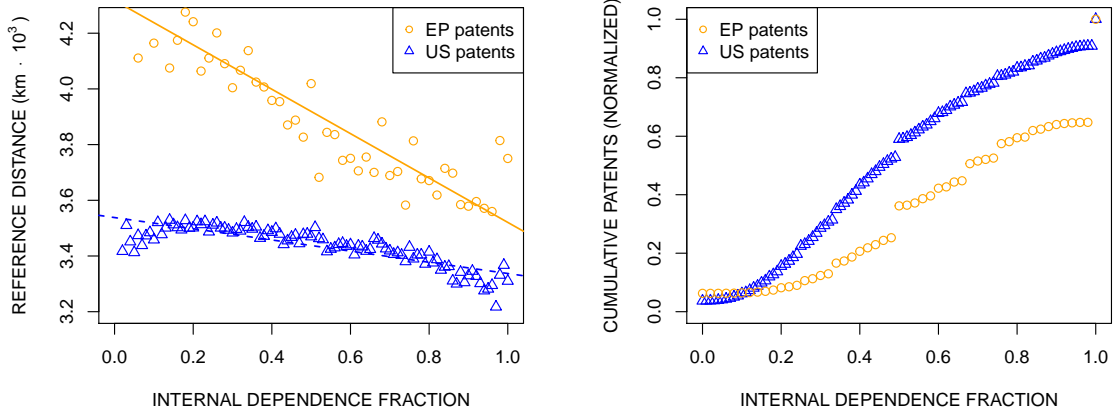 REFERENCE DISTANCE (km · 10³)
4.2
4.0
3.8
3.6
3.4
3.2
EP patents
US patents
0.0 0.2 0.4 0.6 0.8 1.0
INTERNAL DEPENDENCE FRACTION
CUMULATIVE PATENTS (NORMALIZED)
1.0
0.8
0.6
0.4
0.2
0.0
EP patents
US patents
0.0 0.2 0.4 0.6 0.8 1.0
INTERNAL DEPENDENCE FRACTION